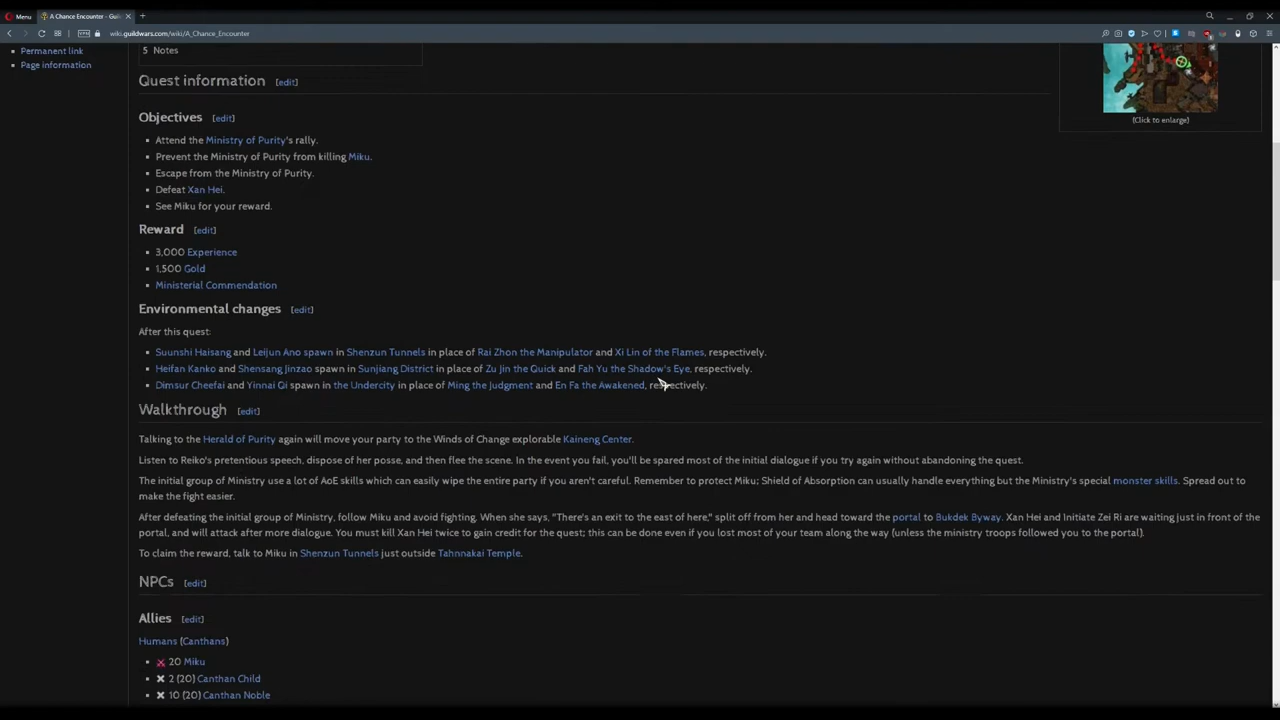 Menu
A Chance Encounter - Guil
wiki.guildwars.com/wiki/A_Chance_Encounter
Permanent link
Page information
5 Notes
(Click to enlarge)
Quest information [edit]
Objectives [edit]
Attend the Ministry of Purity's rally.
Prevent the Ministry of Purity from killing Miku.
Escape from the Ministry of Purity.
Defeat Xan Hei.
See Miku for your reward.
Reward [edit]
3,000 Experience
1,500 Gold
Ministerial Commendation
Environmental changes [edit]
After this quest:
Suunshi Haisang and Leijun Ano spawn in Shenzun Tunnels in place of Rai Zhon the Manipulator and Xi Lin of the Flames, respectively.
Heifan Kanko and Shensang Jinzao spawn in Sunjiang District in place of Zu Jin the Quick and Fah Yu the Shadow's Eye, respectively.
Dimsur Cheefai and Yinnai Qi spawn in the Undercity in place of Ming the Judgment and En Fa the Awakened, respectively.
Walkthrough [edit]
Talking to the Herald of Purity again will move your party to the Winds of Change explorable Kaineng Center.
Listen to Reiko's pretentious speech, dispose of her posse, and then flee the scene. In the event you fail, you'll be spared most of the initial dialogue if you try again without abandoning the quest.
The initial group of Ministry use a lot of AoE skills which can easily wipe the entire party if you aren't careful. Remember to protect Miku; Shield of Absorption can usually handle everything but the Ministry's special monster skills. Spread out to
make the fight easier.
After defeating the initial group of Ministry, follow Miku and avoid fighting. When she says, "There's an exit to the east of here," split off from her and head toward the portal to Bukdek Byway. Xan Hei and Initiate Zei Ri are waiting just in front of the
portal, and will attack after more dialogue. You must kill Xan Hei twice to gain credit for the quest; this can be done even if you lost most of your team along the way (unless the ministry troops followed you to the portal).
To claim the reward, talk to Miku in Shenzun Tunnels just outside Tahnnakai Temple.
NPCs [edit]
Allies [edit]
Humans (Canthans)
20 Miku
2 (20) Canthan Child
10 (20) Canthan Noble